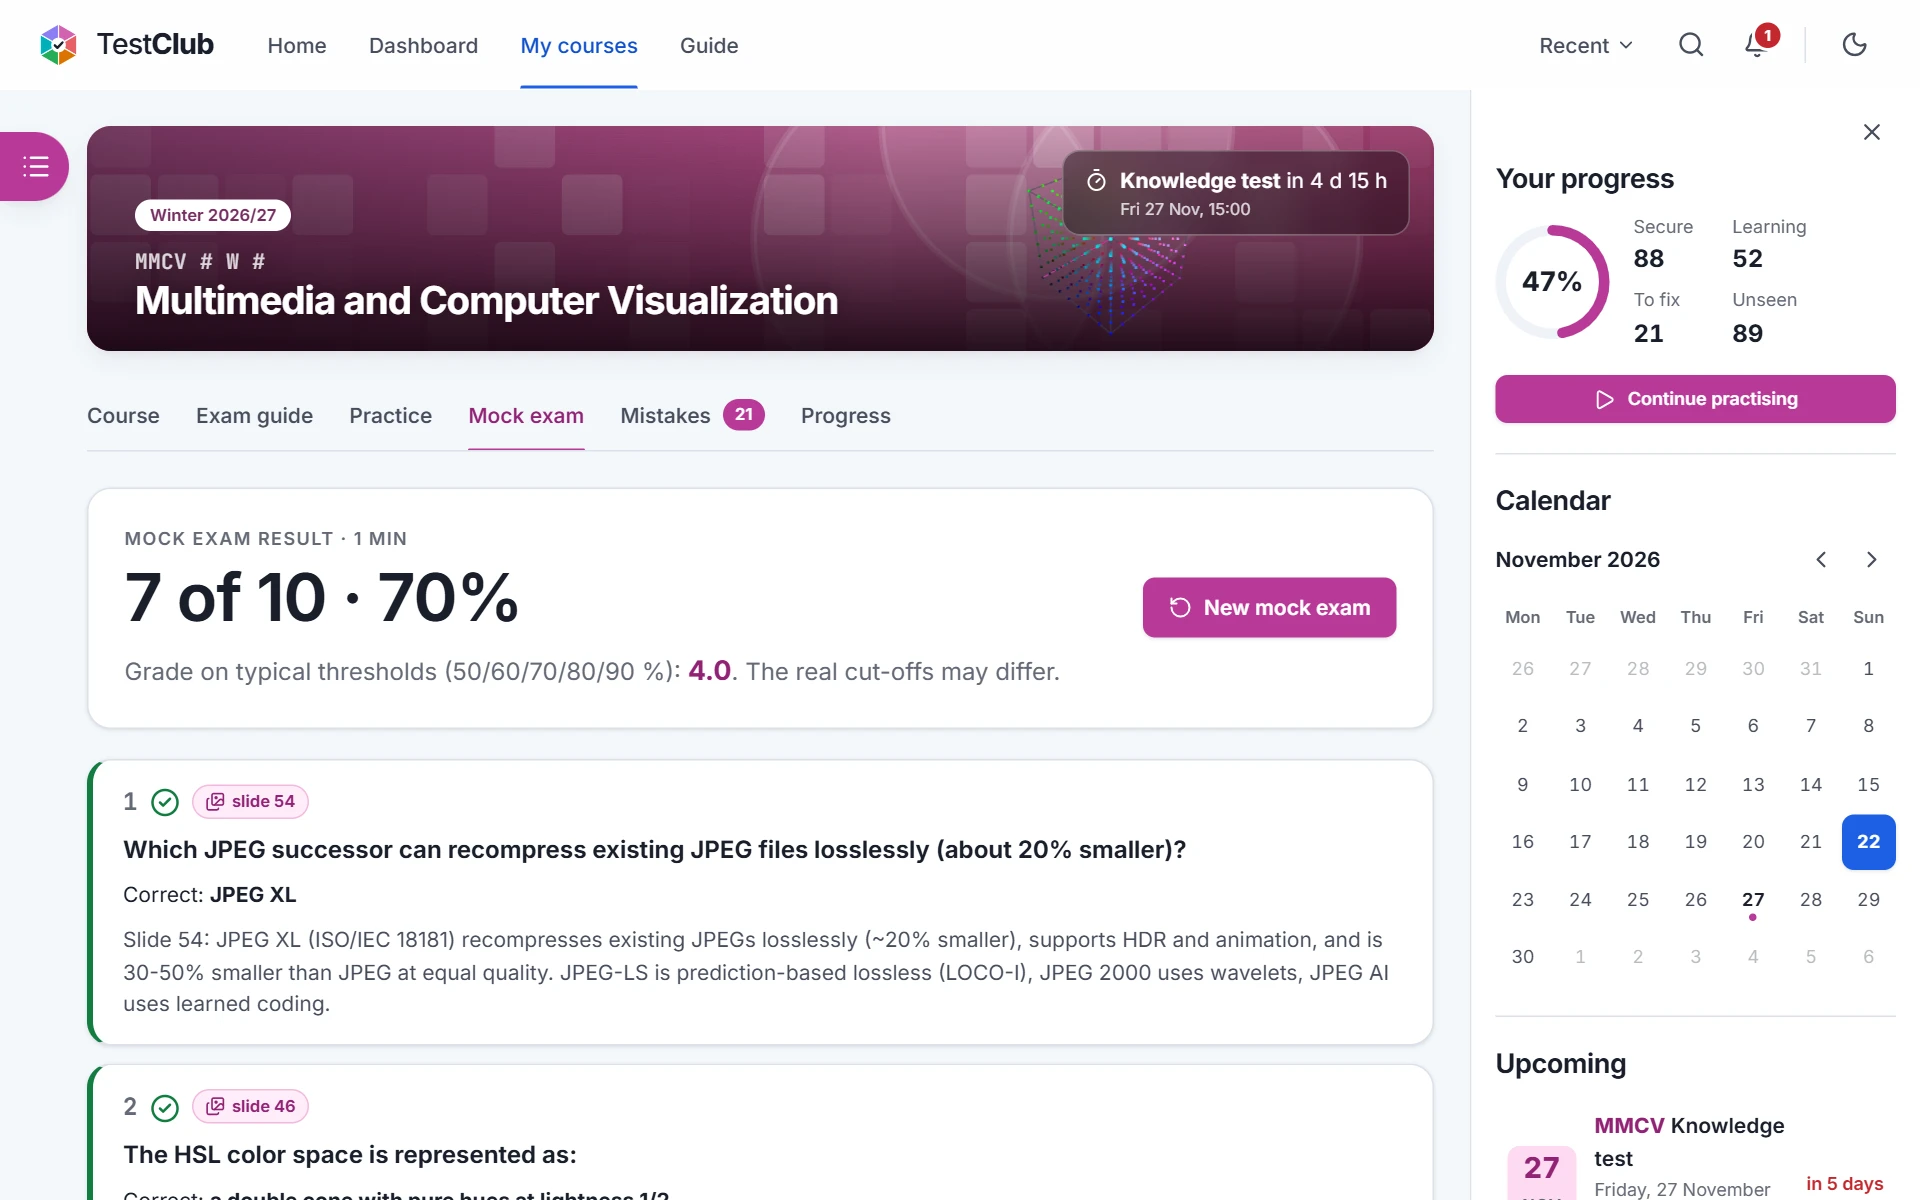 TestClub
Home
Dashboard
My courses
Guide
Recent
1
Winter 2026/27
MMCV # W #
Multimedia and Computer Visualization
Knowledge test in 4 d 15 h
Fri 27 Nov, 15:00
Course
Exam guide
Practice
Mock exam
Mistakes 21
Progress
MOCK EXAM RESULT · 1 MIN
7 of 10 · 70%
Grade on typical thresholds (50/60/70/80/90 %): 4.0. The real cut-offs may differ.
New mock exam
1
slide 54
Which JPEG successor can recompress existing JPEG files losslessly (about 20% smaller)?
Correct: JPEG XL
Slide 54: JPEG XL (ISO/IEC 18181) recompresses existing JPEGs losslessly (~20% smaller), supports HDR and animation, and is
30-50% smaller than JPEG at equal quality. JPEG-LS is prediction-based lossless (LOCO-I), JPEG 2000 uses wavelets, JPEG AI
uses learned coding.
2
slide 46
The HSL color space is represented as:
Correct: a double cone with pure hues at lightness 1/2
Your progress
47%
Secure
88
Learning
52
To fix
21
Unseen
89
Continue practising
Calendar
November 2026
Mon Tue Wed Thu Fri Sat Sun
26 27 28 29 30 31 1
2 3 4 5 6 7 8
9 10 11 12 13 14 15
16 17 18 19 20 21 22
23 24 25 26 27 28 29
30 1 2 3 4 5 6
Upcoming
27
MMCV Knowledge
test
Friday, 27 November
in 5 days